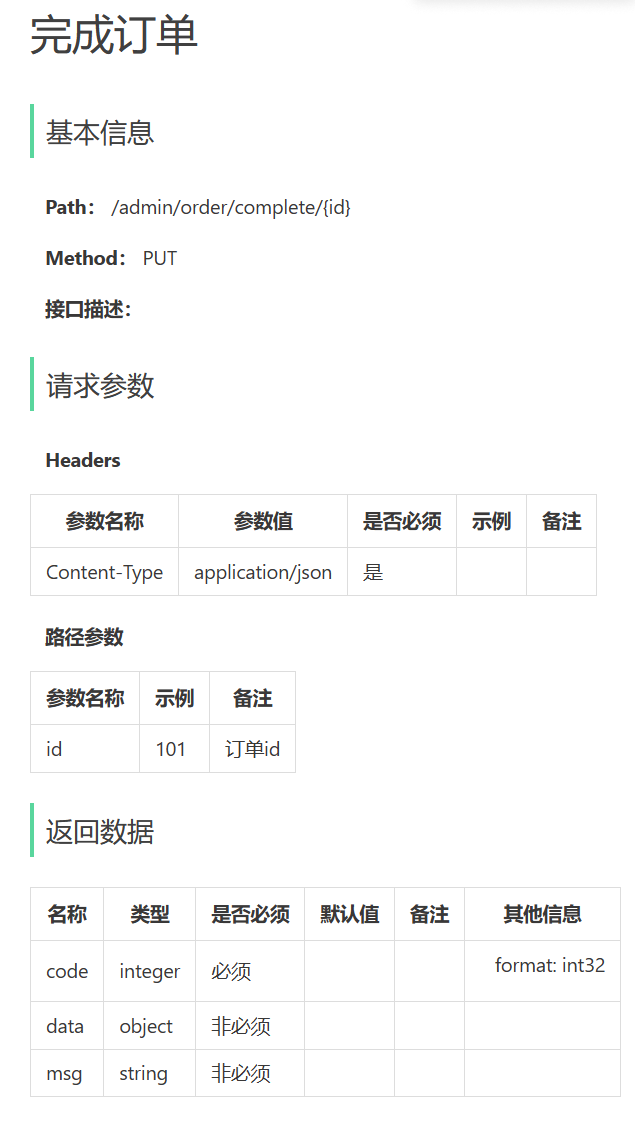 完成订单
基本信息
Path： /admin/order/complete/{id}
Method： PUT
接口描述：
请求参数
Headers
参数名称 参数值 是否必须 示例 备注
Content-Type application/json 是
路径参数
参数名称 示例 备注
id 101 订单id
返回数据
名称 类型 是否必须 默认值 备注 其他信息
code integer 必须 format: int32
data object 非必须
msg string 非必须